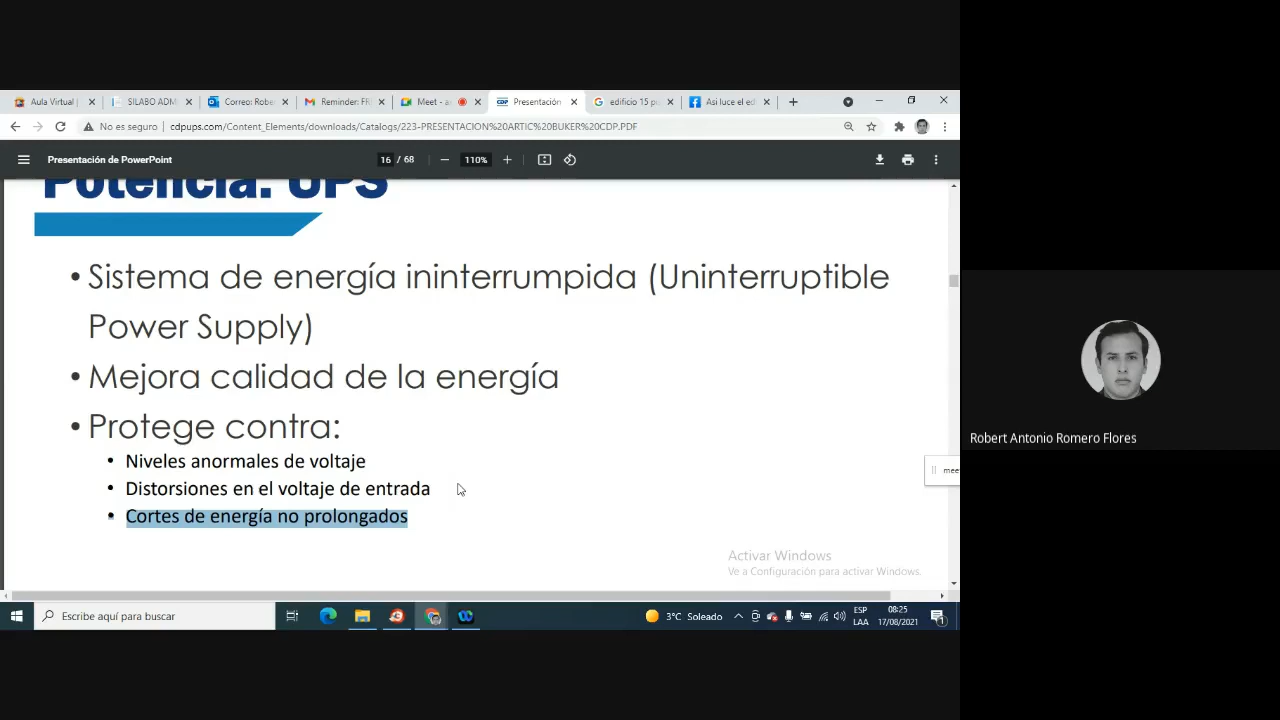 Aula Virtual
SILABO ADM
Correo: Robe
Reminder: FR
Meet - a
Presentación
edificio 15 p
Asi luce el ed
No es seguro
cdpups.com/Content_Elements/downloads/Catalogs/223-PRESENTACION%20ARTIC%20BUKER%20CDP.PDF
Presentación de PowerPoint
16 / 68
110%
Potencia: UPS
• Sistema de energía ininterrumpida (Uninterruptible
Power Supply)
• Mejora calidad de la energía
• Protege contra:
• Niveles anormales de voltaje
• Distorsiones en el voltaje de entrada
• Cortes de energía no prolongados
mee
Activar Windows
Ve a Configuración para activar Windows.
Escribe aquí para buscar
3°C Soleado
ESP
LAA
08:25
17/08/2021
1
Robert Antonio Romero Flores